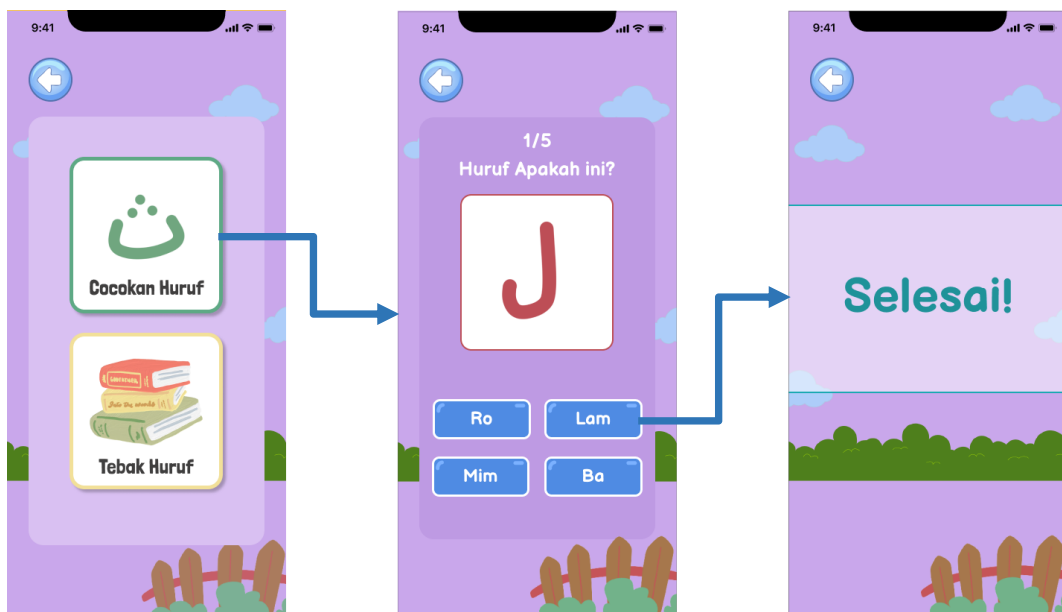 9:41
ث
Cocokan Huruf
Literature
Tebak Huruf
9:41
1/5
Huruf Apakah ini?
ل
Ro
Lam
Mim
Ba
9:41
Selesai!